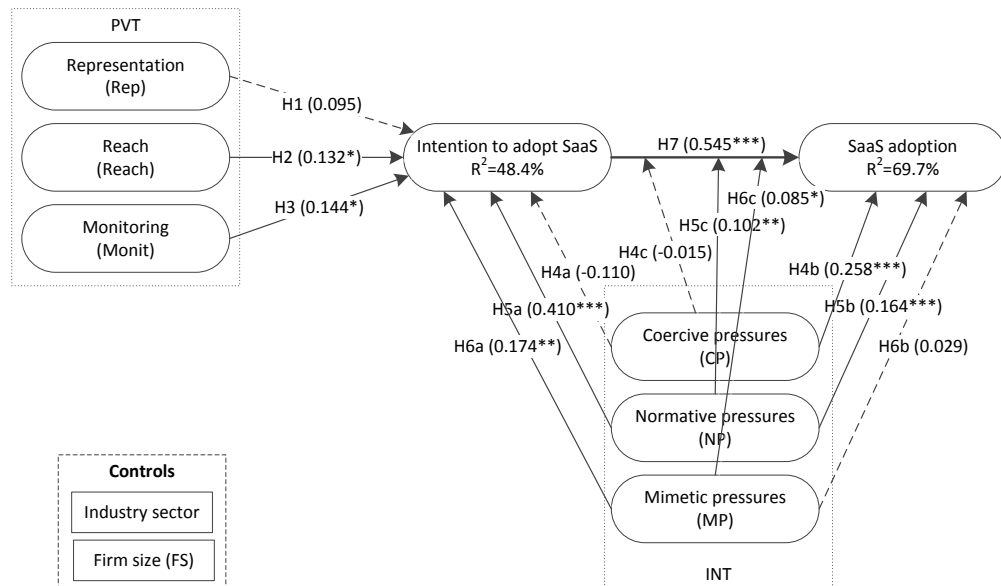 PVT
Representation
(Rep)
H1 (0.095)
Reach
(Reach)
H2 (0.132*)
Intention to adopt SaaS
R²=48.4%
H7 (0.545***)
SaaS adoption
R²=69.7%
Monitoring
(Monit)
H3 (0.144*)
H6c (0.085*)
H5c (0.102**)
H4c (-0.015)
H4a (-0.110)
H4b (0.258***)
H5a (0.410***)
H5b (0.164***)
H6a (0.174**)
H6b (0.029)
Coercive pressures
(CP)
Normative pressures
(NP)
Mimetic pressures
(MP)
INT
Controls
Industry sector
Firm size (FS)